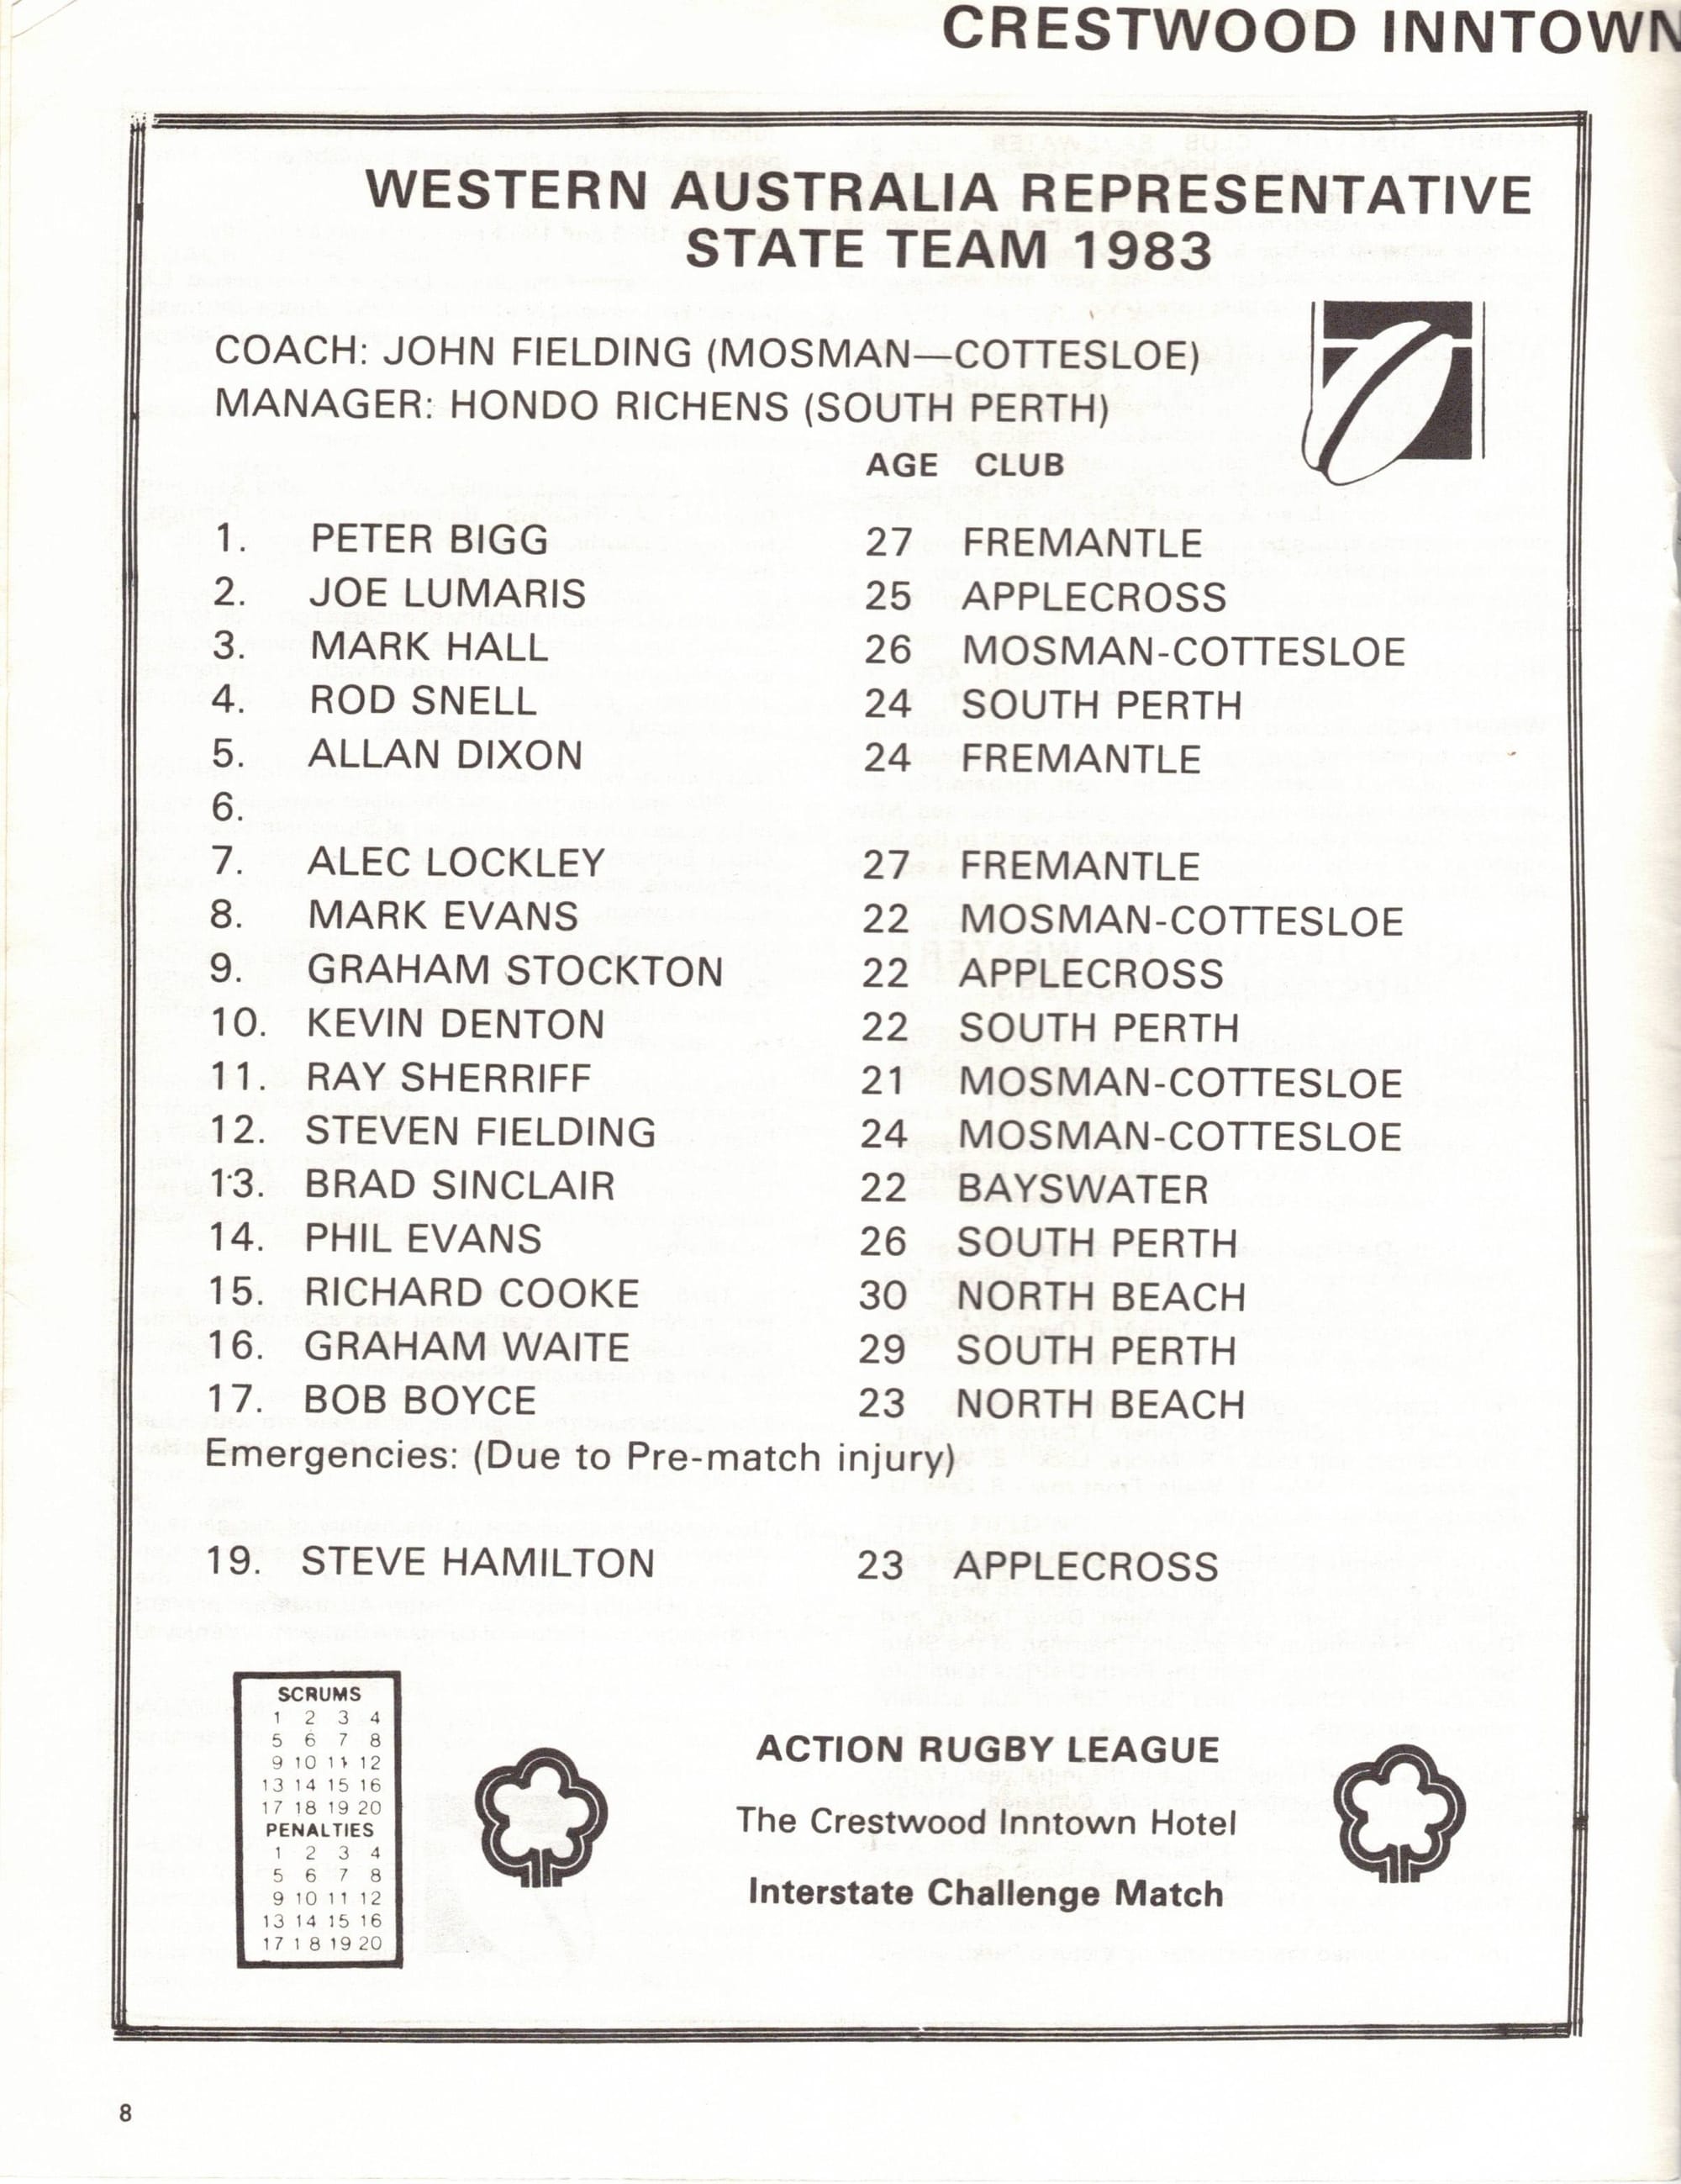 CRESTWOOD INNTOWN
WESTERN AUSTRALIA REPRESENTATIVE
STATE TEAM 1983
COACH: JOHN FIELDING (MOSMAN—COTTESLOE)
MANAGER: HONDO RICHENS (SOUTH PERTH)
AGE CLUB
1. PETER BIGG 27 FREMANTLE
2. JOE LUMARIS 25 APPLECROSS
3. MARK HALL 26 MOSMAN-COTTESLOE
4. ROD SNELL 24 SOUTH PERTH
5. ALLAN DIXON 24 FREMANTLE
6.
7. ALEC LOCKLEY 27 FREMANTLE
8. MARK EVANS 22 MOSMAN-COTTESLOE
9. GRAHAM STOCKTON 22 APPLECROSS
10. KEVIN DENTON 22 SOUTH PERTH
11. RAY SHERRIFF 21 MOSMAN-COTTESLOE
12. STEVEN FIELDING 24 MOSMAN-COTTESLOE
13. BRAD SINCLAIR 22 BAYSWATER
14. PHIL EVANS 26 SOUTH PERTH
15. RICHARD COOKE 30 NORTH BEACH
16. GRAHAM WAITE 29 SOUTH PERTH
17. BOB BOYCE 23 NORTH BEACH
Emergencies: (Due to Pre-match injury)
19. STEVE HAMILTON 23 APPLECROSS
SCRUMS
1 2 3 4
5 6 7 8
9 10 11 12
13 14 15 16
17 18 19 20
PENALTIES
1 2 3 4
5 6 7 8
9 10 11 12
13 14 15 16
17 18 19 20
ACTION RUGBY LEAGUE
The Crestwood Inntown Hotel
Interstate Challenge Match
8